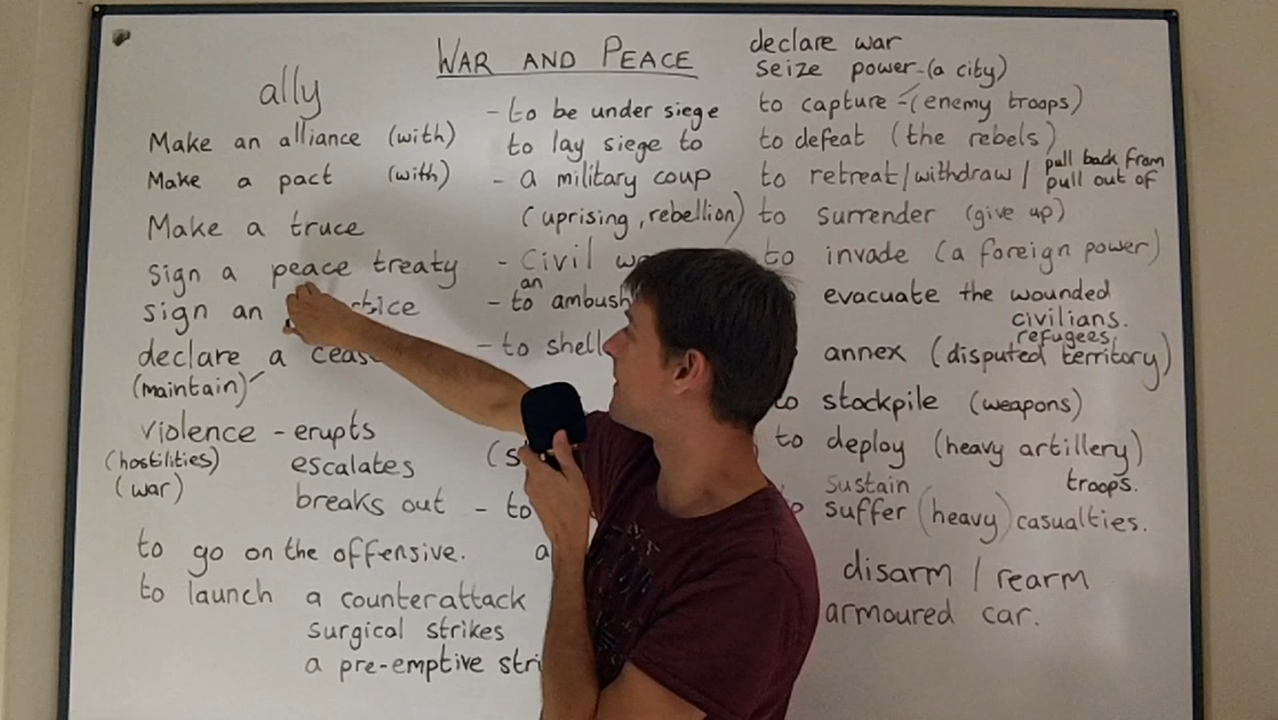 WAR AND PEACE
ally
Make an alliance (with)
Make a pact (with)
Make a truce
sign a peace treaty
sign an
declare a
(maintain)
violence - erupts
(hostilities) escalates
(war) breaks out
to go on the offensive.
to launch a counterattack
surgical strikes
a pre-emptive
- to be under siege
to lay siege to
- a military coup
(uprising, rebellion)
- Civil
an
- to ambush
- to shell
- to
a
declare war
seize power - (a city)
to capture - (enemy troops)
to defeat (the rebels)
to retreat / withdraw / pull back from
pull out of
to surrender (give up)
to invade (a foreign power)
evacuate the wounded
civilians.
refugees
annex (disputed territory)
to stockpile (weapons)
to deploy (heavy artillery)
troops.
sustain
suffer (heavy) casualties.
disarm / rearm
armoured car.